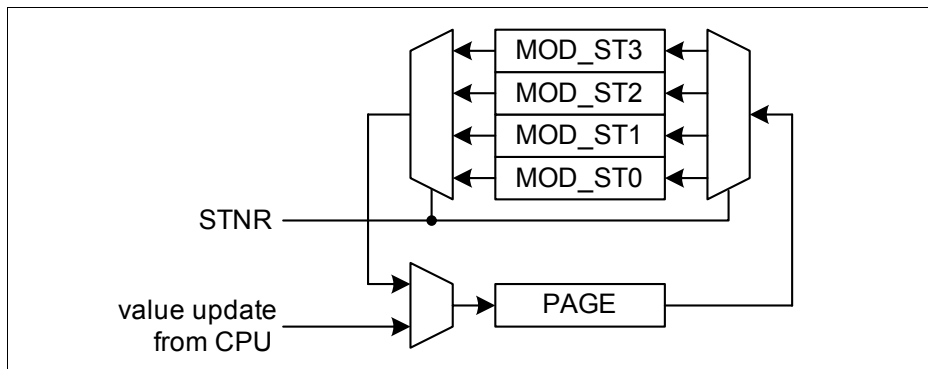 MOD_ST3
MOD_ST2
MOD_ST1
MOD_ST0
STNR
value update
from CPU
PAGE